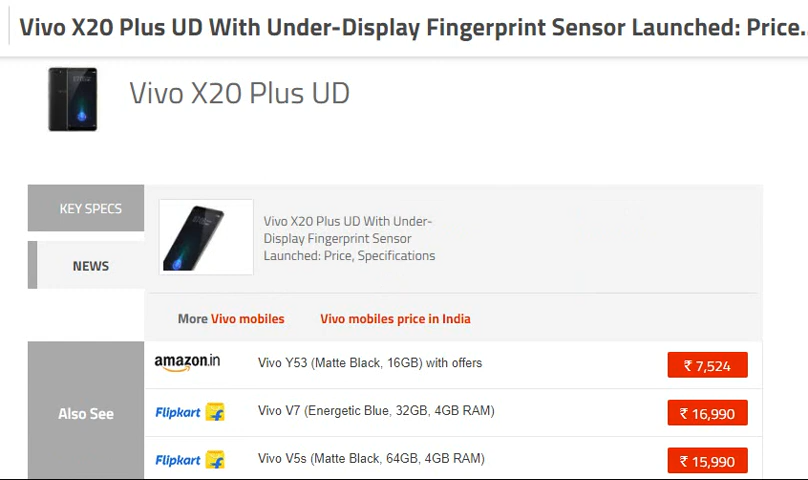 Vivo X20 Plus UD With Under-Display Fingerprint Sensor Launched: Price..
Vivo X20 Plus UD
KEY SPECS
NEWS
Vivo X20 Plus UD With Under-
Display Fingerprint Sensor
Launched: Price, Specifications
More Vivo mobiles Vivo mobiles price in India
Also See
amazon.in Vivo Y53 (Matte Black, 16GB) with offers ₹ 7,524
Flipkart Vivo V7 (Energetic Blue, 32GB, 4GB RAM) ₹ 16,990
Flipkart Vivo V5s (Matte Black, 64GB, 4GB RAM) ₹ 15,990